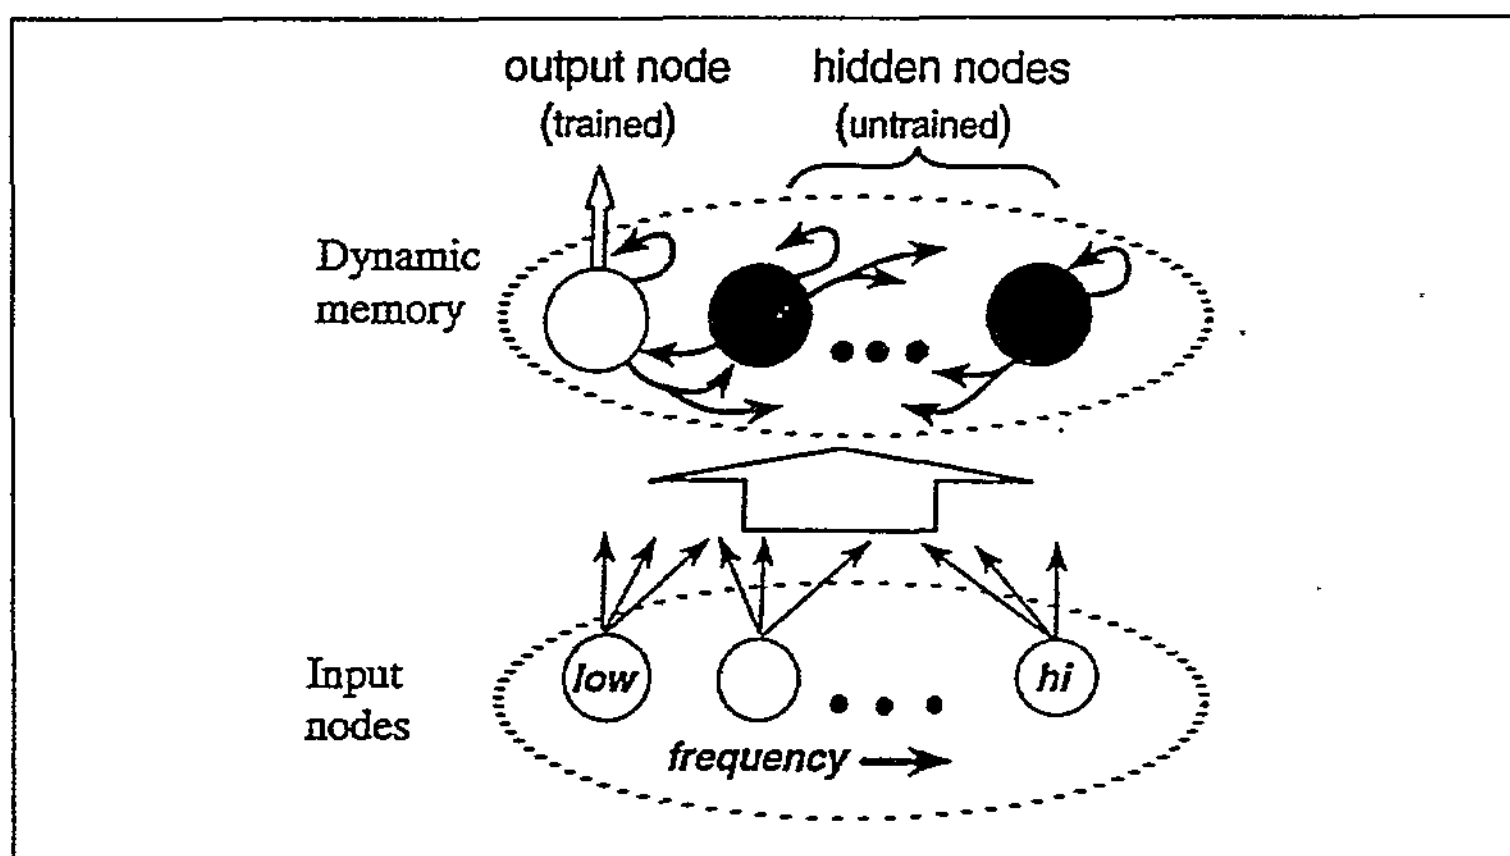 output node
(trained)
hidden nodes
(untrained)
Dynamic
memory
low
hi
Input
nodes
frequency